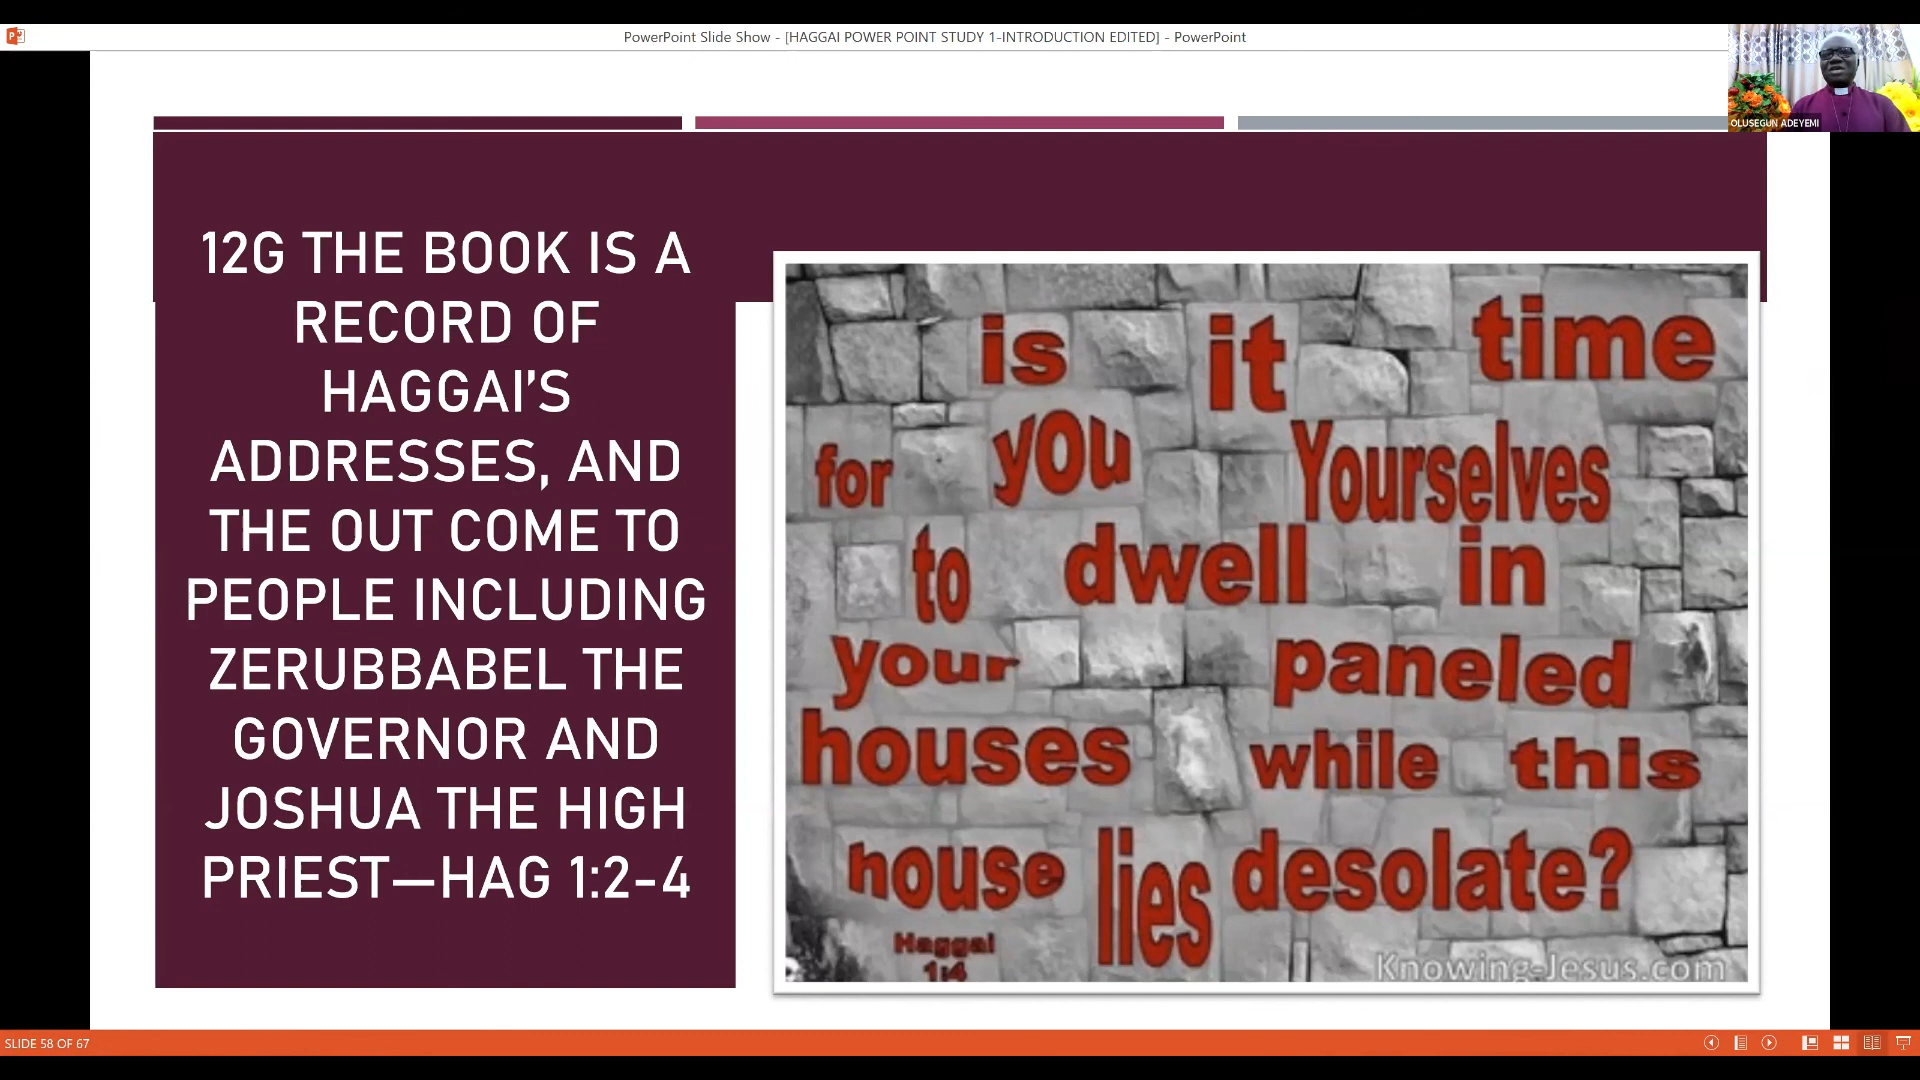 PowerPoint Slide Show - [HAGGAI POWER POINT STUDY 1-INTRODUCTION EDITED] - PowerPoint
OLUSEGUN ADEYEMI
12G THE BOOK IS A
RECORD OF
HAGGAI’S
ADDRESSES, AND
THE OUT COME TO
PEOPLE INCLUDING
ZERUBBABEL THE
GOVERNOR AND
JOSHUA THE HIGH
PRIEST—HAG 1:2-4
is it time
for you Yourselves
to dwell in
your paneled
houses while this
house lies desolate?
Haggai
1:4
Knowing-Jesus.com
SLIDE 58 OF 67